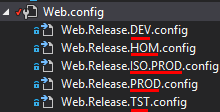 Web.config
Web.Release.DEV.config
Web.Release.HOM.config
Web.Release.ISO.PROD.config
Web.Release.PROD.config
Web.Release.TST.config